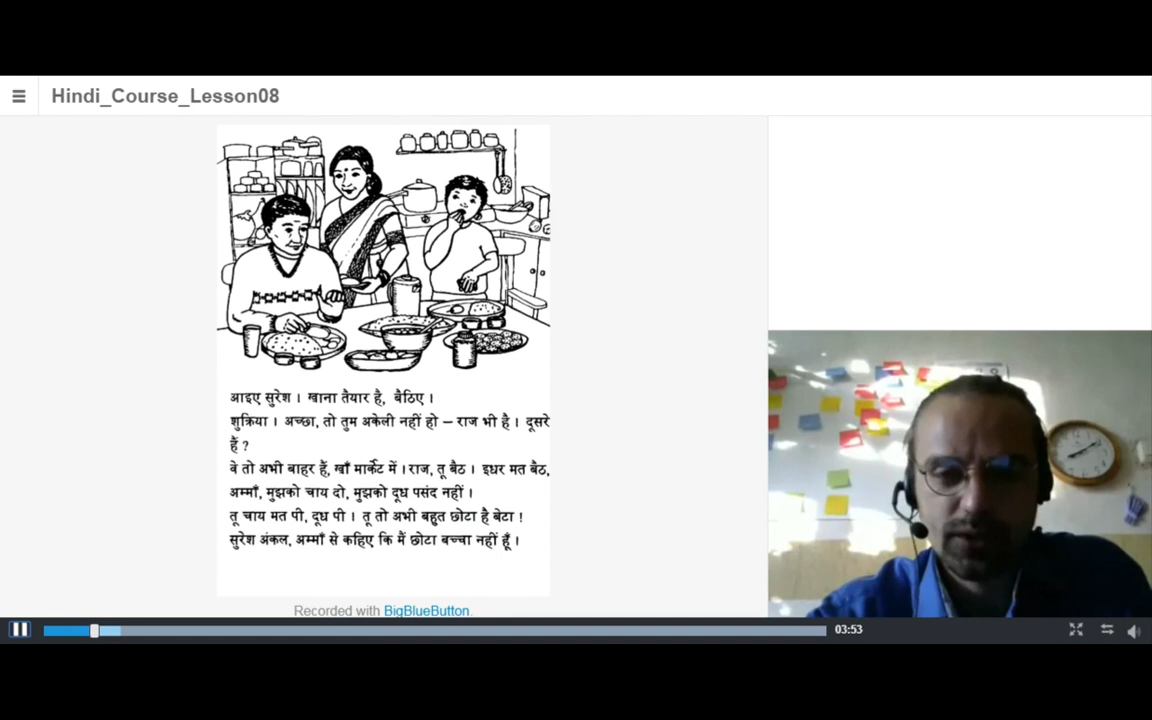 Hindi_Course_Lesson08
आइए सुरेश । खाना तैयार है, बैठिए ।
शुक्रिया । अच्छा, तो तुम अकेली नहीं हो – राज भी है । दूसरे
हैं ?
वे तो अभी बाहर हैं, ख़ाँ मार्केट में । राज, तू बैठ । इधर मत बैठ,
अम्माँ, मुझको चाय दो, मुझको दूध पसंद नहीं ।
तू चाय मत पी, दूध पी । तू तो अभी बहुत छोटा है बेटा !
सुरेश अंकल, अम्माँ से कहिए कि मैं छोटा बच्चा नहीं हूँ ।
Recorded with BigBlueButton.
03:53